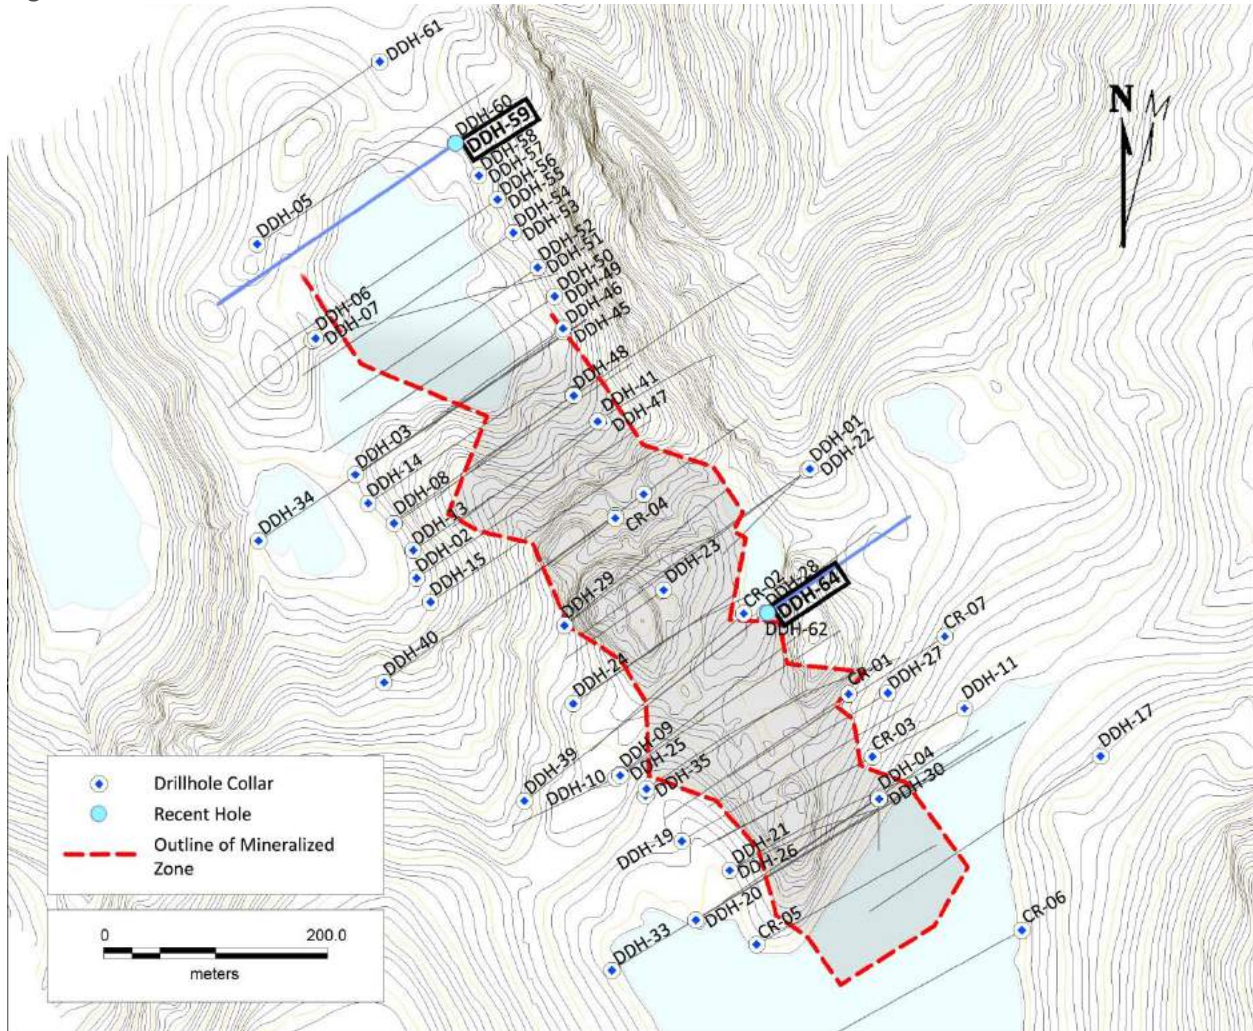 DDH-61
N
DDH-60
DDH-59
DDH-58
DDH-57
DDH-56
DDH-55
DDH-54
DDH-53
DDH-05
DDH-52
DDH-51
DDH-50
DDH-49
DDH-46
DDH-45
DDH-06
DDH-07
DDH-48
DDH-41
DDH-47
DDH-03
DDH-14
DDH-08
DDH-01
DDH-22
DDH-34
DDH-13
DDH-02
DDH-15
CR-04
DDH-23
DDH-29
CR-02
DDH-28
DDH-64
DDH-62
CR-07
DDH-40
DDH-24
CR-01
DDH-27
DDH-11
DDH-17
DDH-39
DDH-10
DDH-09
DDH-25
DDH-35
CR-03
DDH-04
DDH-30
DDH-19
DDH-21
DDH-26
DDH-20
DDH-33
CR-05
CR-06
Drillhole Collar
Recent Hole
Outline of Mineralized
Zone
0 200.0
meters